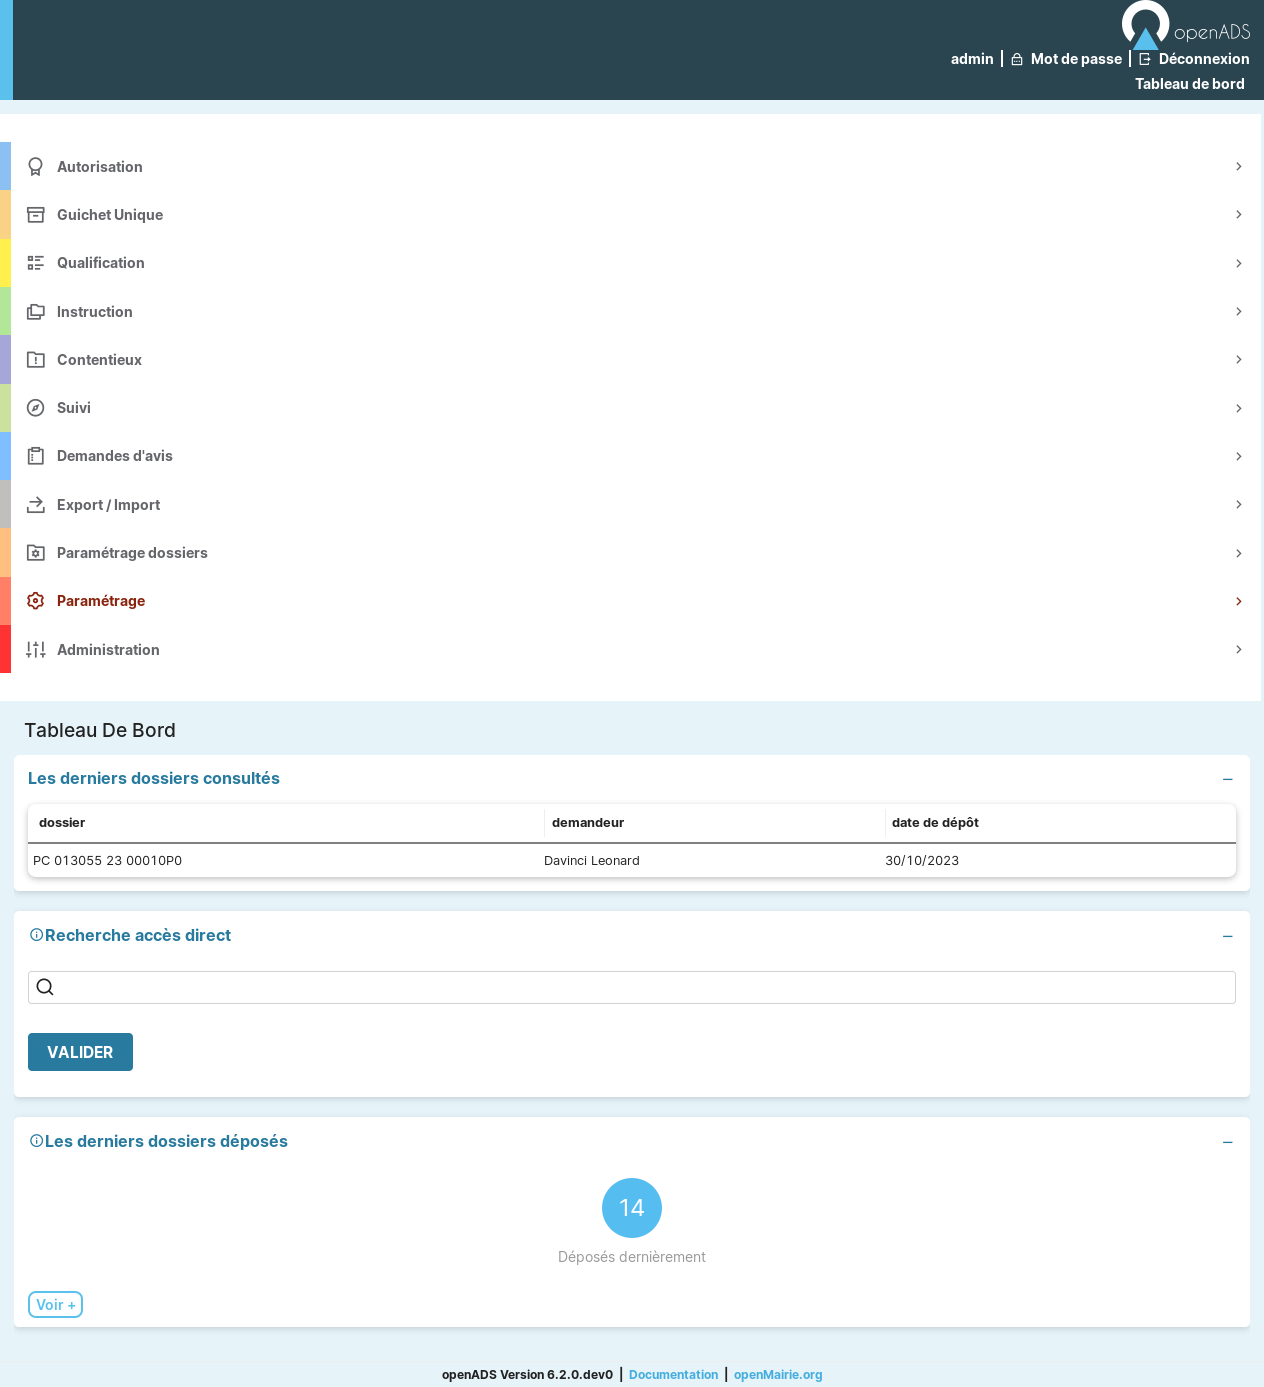 openADS
admin | Mot de passe | Déconnexion
Tableau de bord
Autorisation
Guichet Unique
Qualification
Instruction
Contentieux
Suivi
Demandes d'avis
Export / Import
Paramétrage dossiers
Paramétrage
Administration
Tableau De Bord
Les derniers dossiers consultés
dossier demandeur date de dépôt
PC 013055 23 00010P0 Davinci Leonard 30/10/2023
Recherche accès direct
VALIDER
Les derniers dossiers déposés
14
Déposés dernièrement
Voir +
openADS Version 6.2.0.dev0 | Documentation | openMairie.org